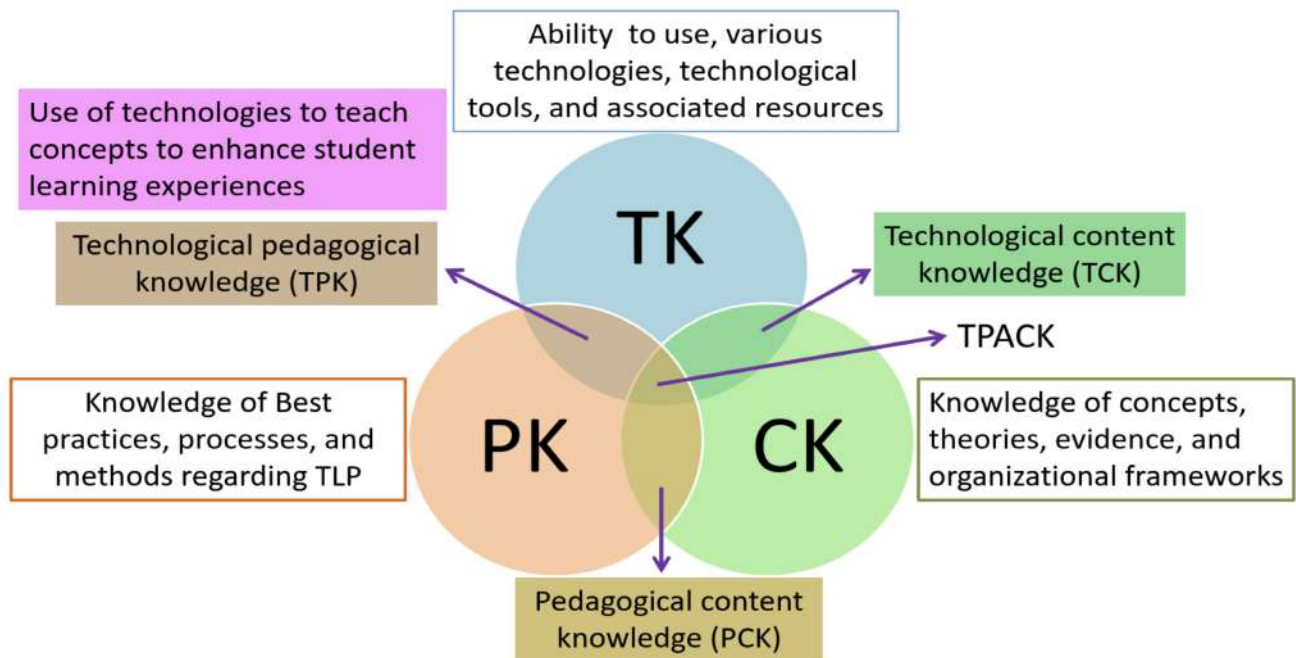 Ability to use, various
technologies, technological
tools, and associated resources
Use of technologies to teach
concepts to enhance student
learning experiences
TK
Technological pedagogical
knowledge (TPK)
Technological content
knowledge (TCK)
TPACK
Knowledge of Best
practices, processes, and
methods regarding TLP
PK
CK
Knowledge of concepts,
theories, evidence, and
organizational frameworks
Pedagogical content
knowledge (PCK)